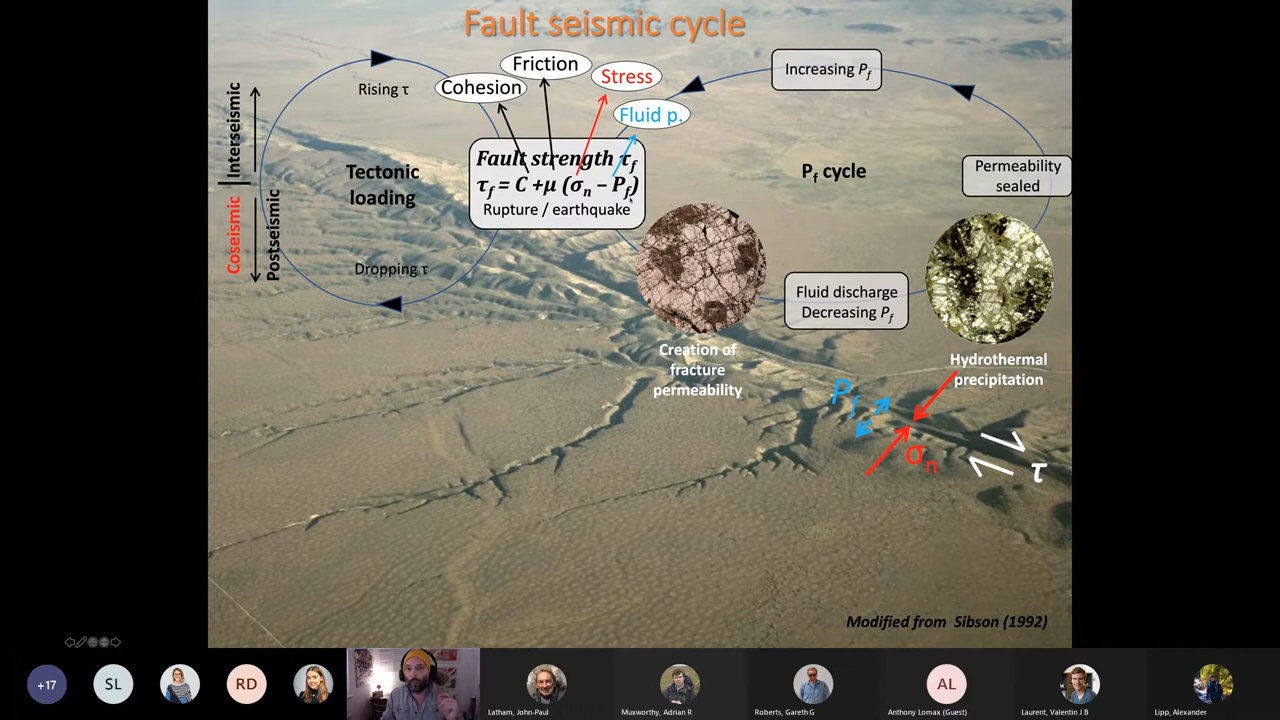 Fault seismic cycle
Friction
Stress
Cohesion
Fluid p.
Increasing Pf
Rising τ
Interseismic
Coseismic
Postseismic
Tectonic
loading
Dropping τ
Fault strength τf
τf = C +μ (σn – Pf)
Rupture / earthquake
Pf cycle
Permeability
sealed
Fluid discharge
Decreasing Pf
Creation of
fracture
permeability
Hydrothermal
precipitation
Pf
σn
τ
Modified from Sibson (1992)
+17
SL
RD
AL
Latham, John-Paul
Muxworthy, Adrian R
Roberts, Gareth G
Anthony Lomax (Guest)
Laurent, Valentin J B
Lipp, Alexander